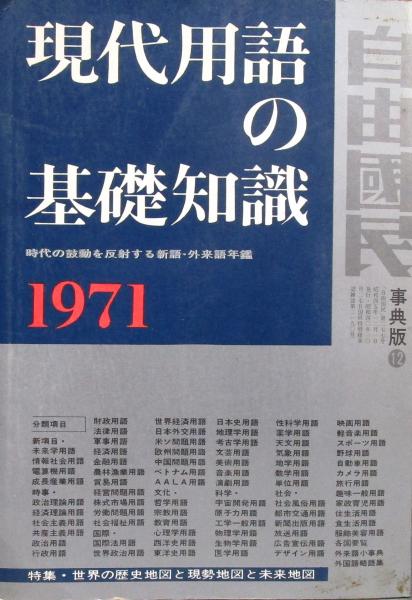 現代用語
の
基礎知識
時代の鼓動を反射する新語・外来語年鑑
1971
自由國民
事典版
12
分類項目
新項目・
未来学用語
情報社会用語
電算機用語
成長産業用語
時事・
政治理論用語
経済理論用語
社会主義用語
共産主義用語
政治用語
行政用語
財政用語
法律用語
軍事用語
経済用語
金融用語
農林漁業用語
貿易用語
経営問題用語
株式市場用語
労働問題用語
社会福祉用語
国際・
国際法用語
世界政治用語
世界経済用語
日本外交用語
米ソ問題用語
欧州問題用語
中国問題用語
ベトナム用語
AALA用語
文化・
哲学用語
宗教用語
教育用語
心理学用語
西洋史用語
東洋史用語
日本史用語
地理学用語
考古学用語
文芸用語
美術用語
音楽用語
演劇用語
科学・
宇宙開発用語
原子力用語
工学一般用語
物理学用語
生物学用語
医学用語
性科学用語
薬学用語
天文用語
気象用語
地学用語
数学用語
単位用語
社会・
社会風俗用語
都市交通用語
新聞出版用語
放送用語
広告宣伝用語
デザイン用語
映画用語
軽音楽用語
スポーツ用語
野球用語
自動車用語
カメラ用語
旅行用語
趣味一般用語
家政育児用語
住生活用語
食生活用語
服飾美容用語
各国要覧
外来語小事典
外国語略語集
特集・世界の歴史地図と現勢地図と未来地図